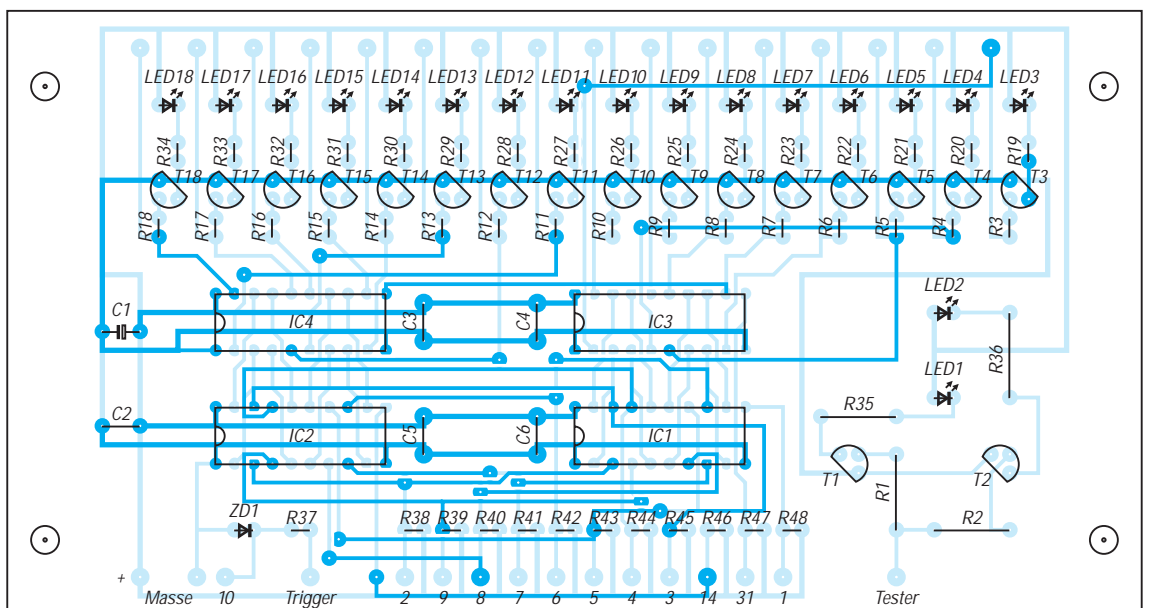 LED18 LED17 LED16 LED15 LED14 LED13 LED12 LED11 LED10 LED9 LED8 LED7 LED6 LED5 LED4 LED3
R34 R33 R32 R31 R30 R29 R28 R27 R26 R25 R24 R23 R22 R21 R20 R19
T18 T17 T16 T15 T14 T13 T12 T11 T10 T9 T8 T7 T6 T5 T4 T3
R18 R17 R16 R15 R14 R13 R12 R11 R10 R9 R8 R7 R6 R5 R4 R3
LED2
C1 IC4 C3 C4 IC3
R36
LED1
C2 IC2 C5 C6 IC1 R35
T1 R1 T2
ZD1 R37 R38 R39 R40 R41 R42 R43 R44 R45 R46 R47 R48 R2
+
Masse 10 Trigger 2 9 8 7 6 5 4 3 14 31 1 Tester